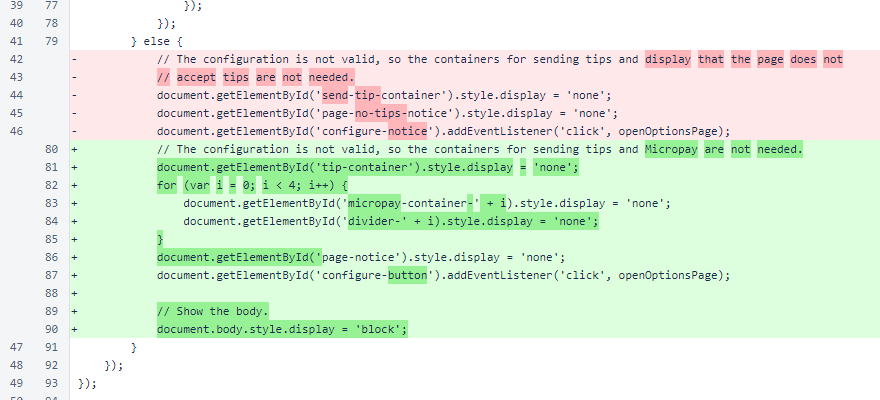 39 77 });
40 78 });
41 79 } else {
42 - // The configuration is not valid, so the containers for sending tips and display that the page does not
43 - // accept tips are not needed.
44 - document.getElementById('send-tip-container').style.display = 'none';
45 - document.getElementById('page-no-tips-notice').style.display = 'none';
46 - document.getElementById('configure-notice').addEventListener('click', openOptionsPage);
80 + // The configuration is not valid, so the containers for sending tips and Micropay are not needed.
81 + document.getElementById('tip-container').style.display = 'none';
82 + for (var i = 0; i < 4; i++) {
83 + document.getElementById('micropay-container-' + i).style.display = 'none';
84 + document.getElementById('divider-' + i).style.display = 'none';
85 + }
86 + document.getElementById('page-notice').style.display = 'none';
87 + document.getElementById('configure-button').addEventListener('click', openOptionsPage);
88 +
89 + // Show the body.
90 + document.body.style.display = 'block';
47 91 }
48 92 });
49 93 });